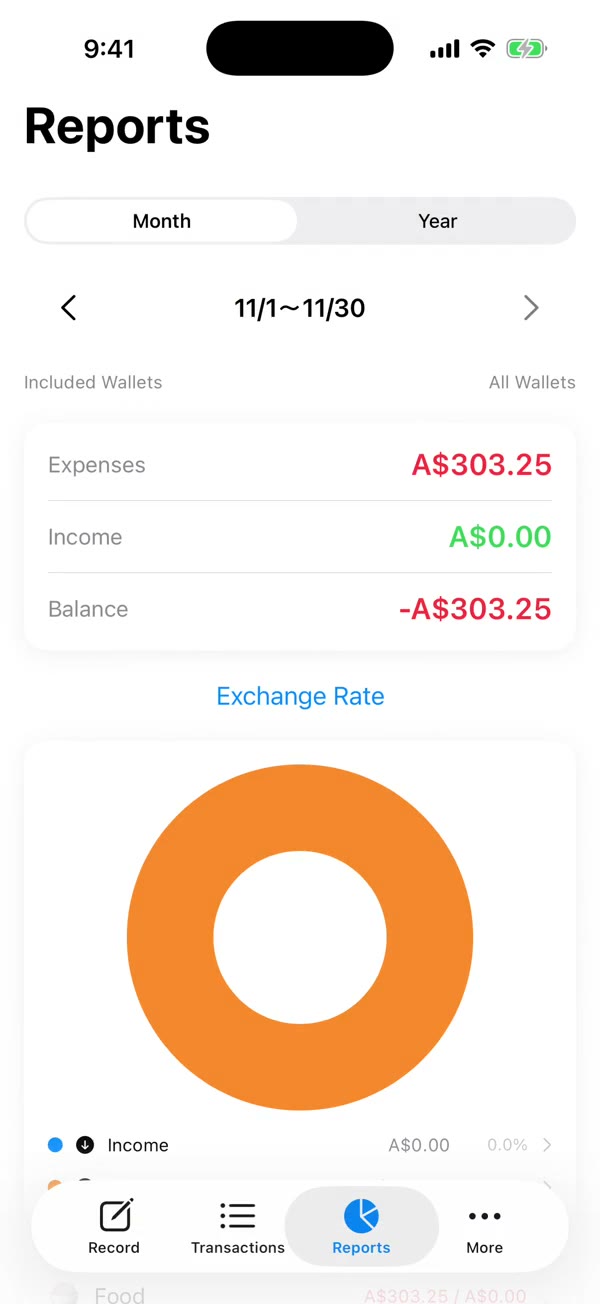 9:41
Reports
Month Year
11/1～11/30
Included Wallets All Wallets
Expenses A$303.25
Income A$0.00
Balance -A$303.25
Exchange Rate
Income A$0.00 0.0%
Record Transactions Reports More
Food A$303.25 / A$0.00